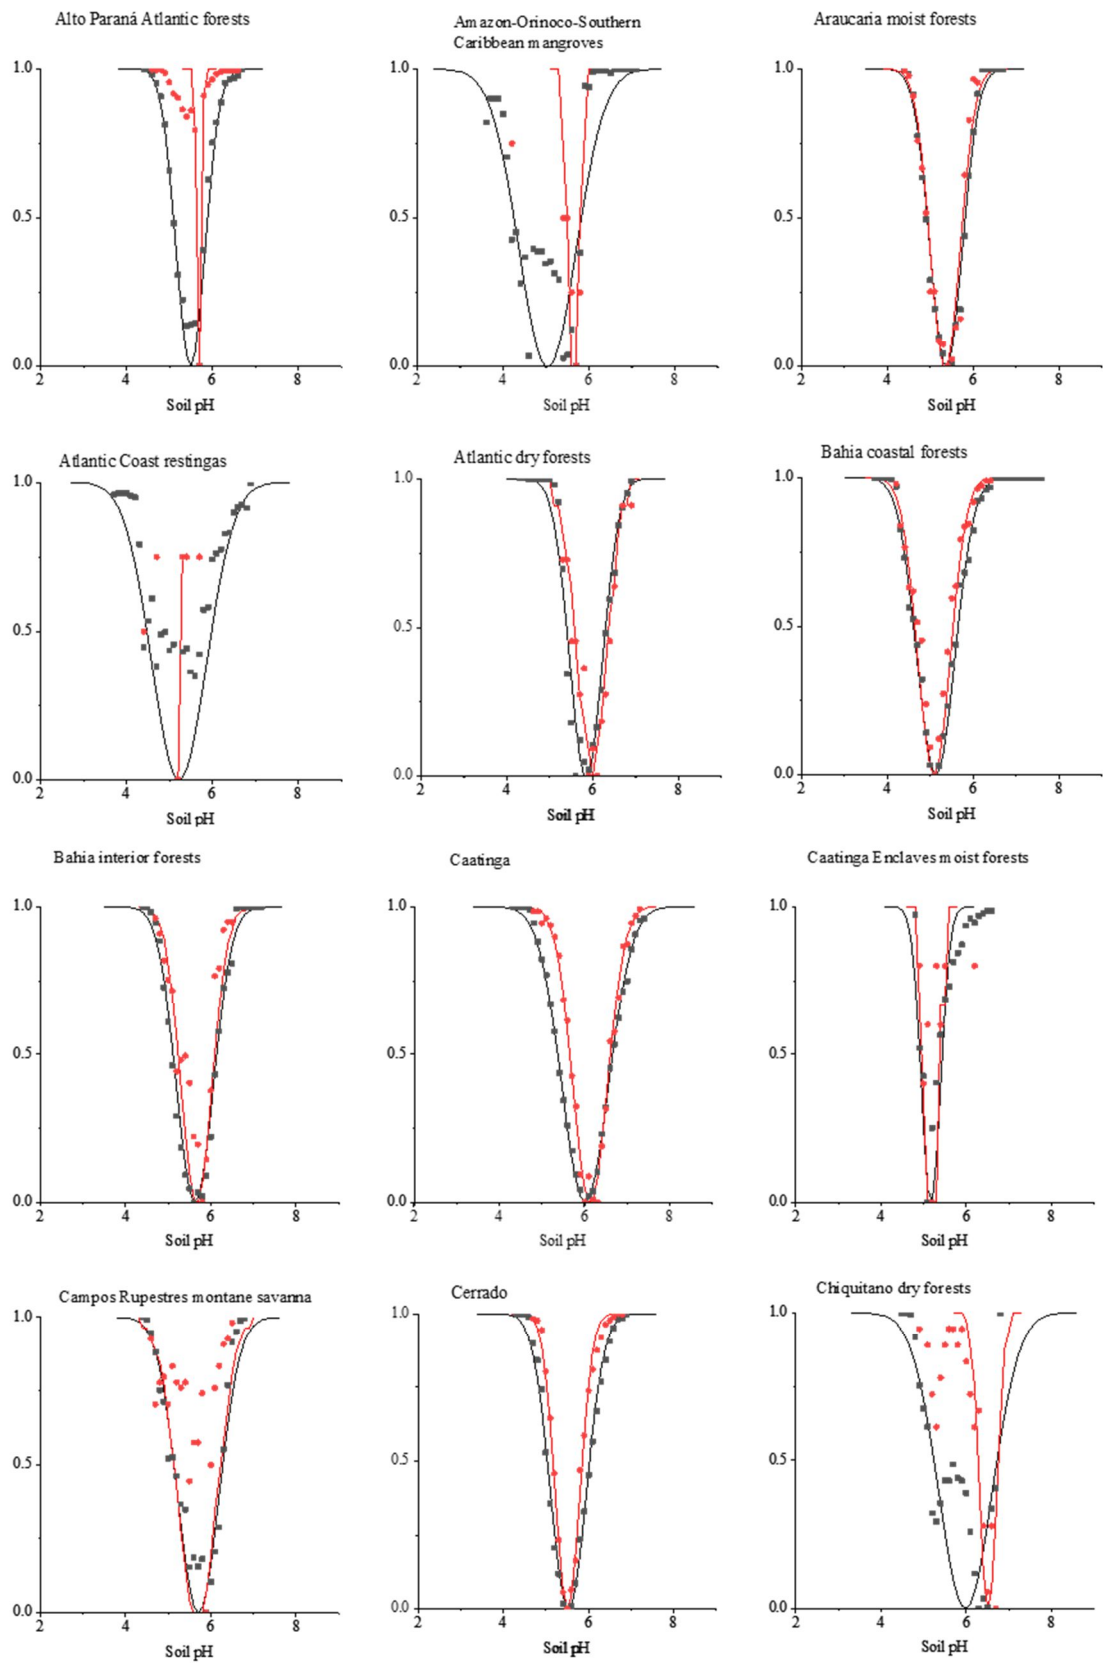 Alto Paraná Atlantic forests
1.0
0.5
0.0
2 4 6 8
Soil pH
Amazon-Orinoco-Southern
Caribbean mangroves
1.0
0.5
0.0
2 4 6 8
Soil pH
Araucaria moist forests
1.0
0.5
0.0
2 4 6 8
Soil pH
Atlantic Coast restingas
1.0
0.5
0.0
2 4 6 8
Soil pH
Atlantic dry forests
1.0
0.5
0.0
2 4 6 8
Soil pH
Bahia coastal forests
1.0
0.5
0.0
2 4 6 8
Soil pH
Bahia interior forests
1.0
0.5
0.0
2 4 6 8
Soil pH
Caatinga
1.0
0.5
0.0
2 4 6 8
Soil pH
Caatinga Enclaves moist forests
1.0
0.5
0.0
2 4 6 8
Soil pH
Campos Rupestres montane savanna
1.0
0.5
0.0
2 4 6 8
Soil pH
Cerrado
1.0
0.5
0.0
2 4 6 8
Soil pH
Chiquitano dry forests
1.0
0.5
0.0
2 4 6 8
Soil pH